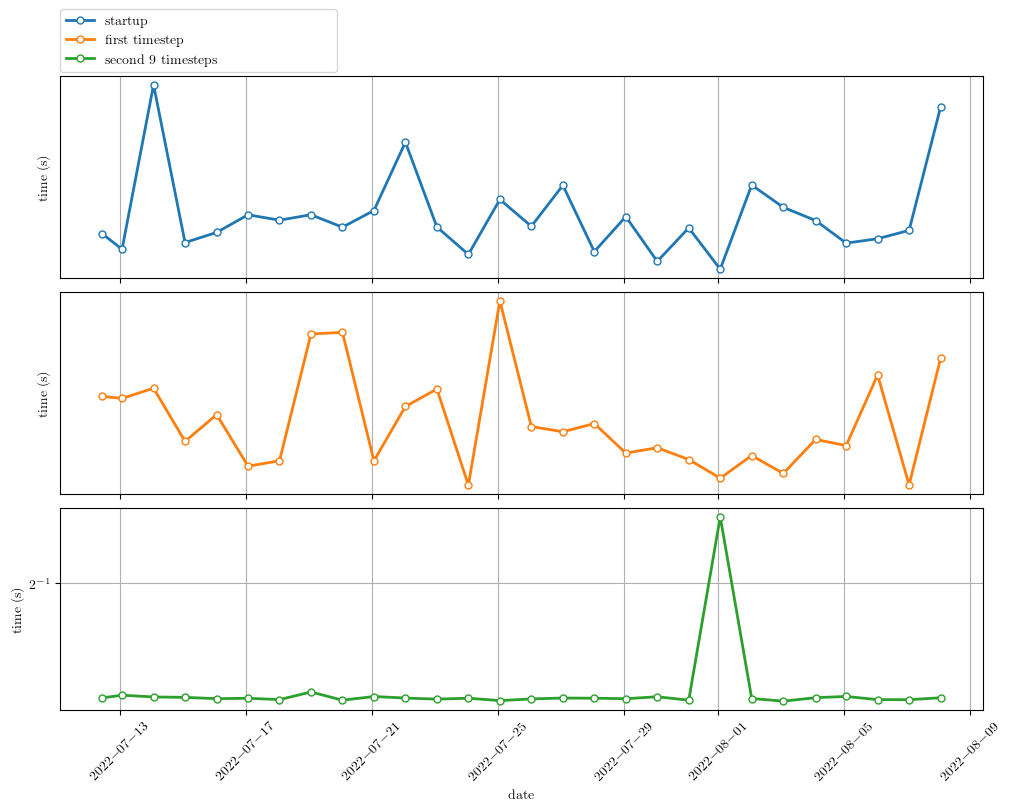 startup
first timestep
second 9 timesteps
time (s)
time (s)
2⁻¹
time (s)
2022−07−13
2022−07−17
2022−07−21
2022−07−25
2022−07−29
2022−08−01
2022−08−05
2022−08−09
date